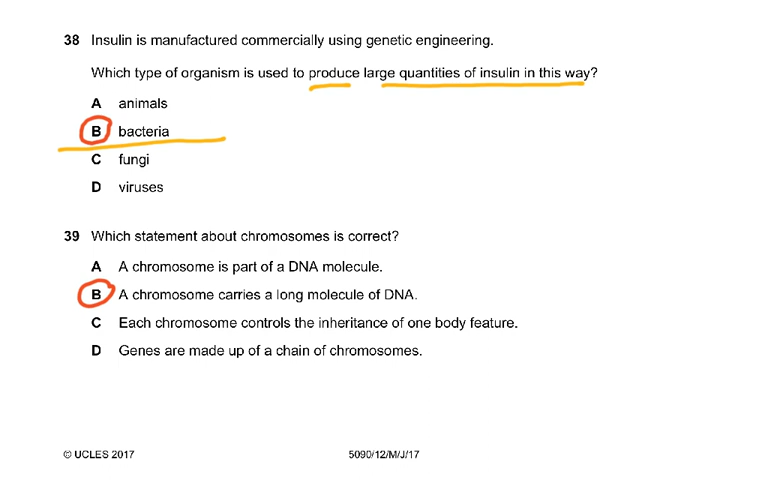 38 Insulin is manufactured commercially using genetic engineering.
Which type of organism is used to produce large quantities of insulin in this way?
A animals
B bacteria
C fungi
D viruses
39 Which statement about chromosomes is correct?
A A chromosome is part of a DNA molecule.
B A chromosome carries a long molecule of DNA.
C Each chromosome controls the inheritance of one body feature.
D Genes are made up of a chain of chromosomes.
© UCLES 2017 5090/12/M/J/17